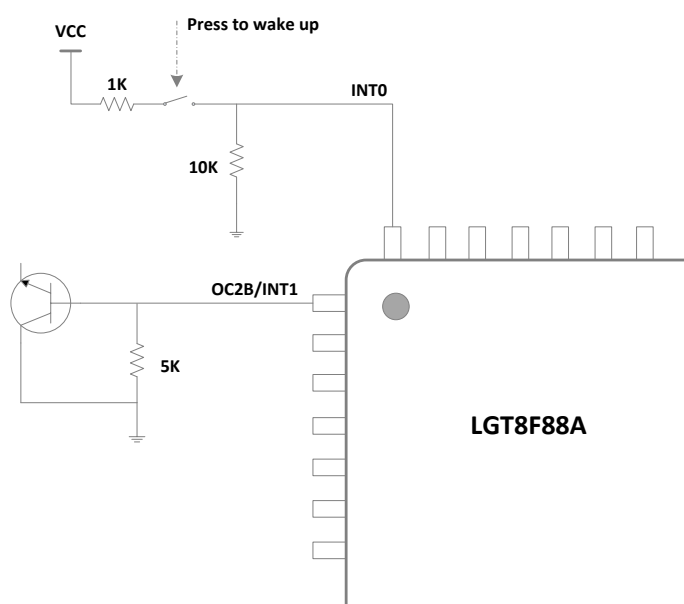 Press to wake up
VCC
1K
INT0
10K
OC2B/INT1
5K
LGT8F88A